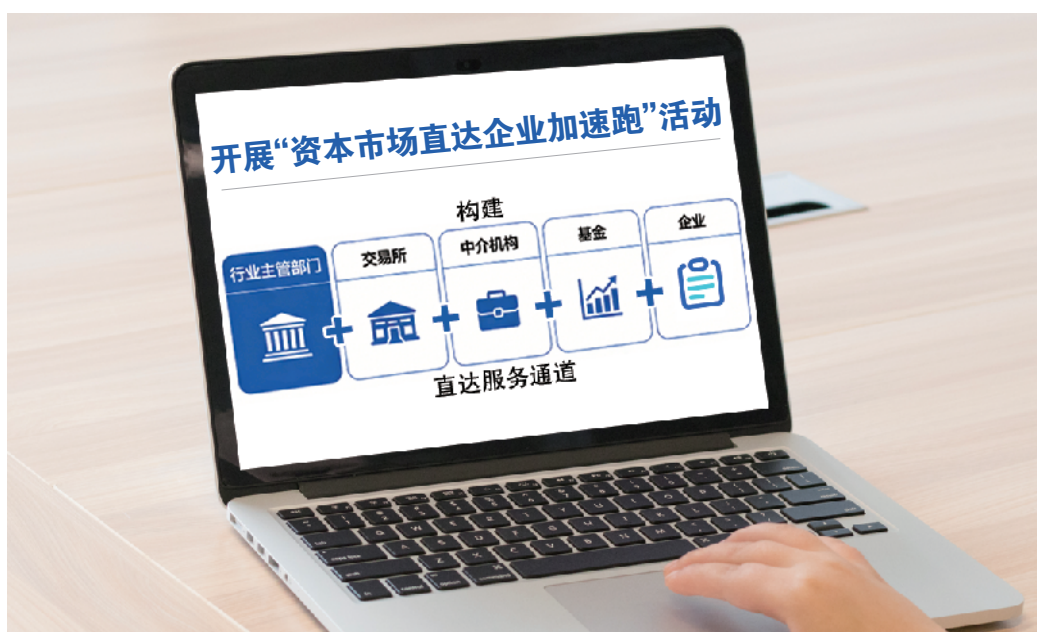 开展“资本市场直达企业加速跑”活动
构建
行业主管部门
交易所
中介机构
基金
企业
直达服务通道